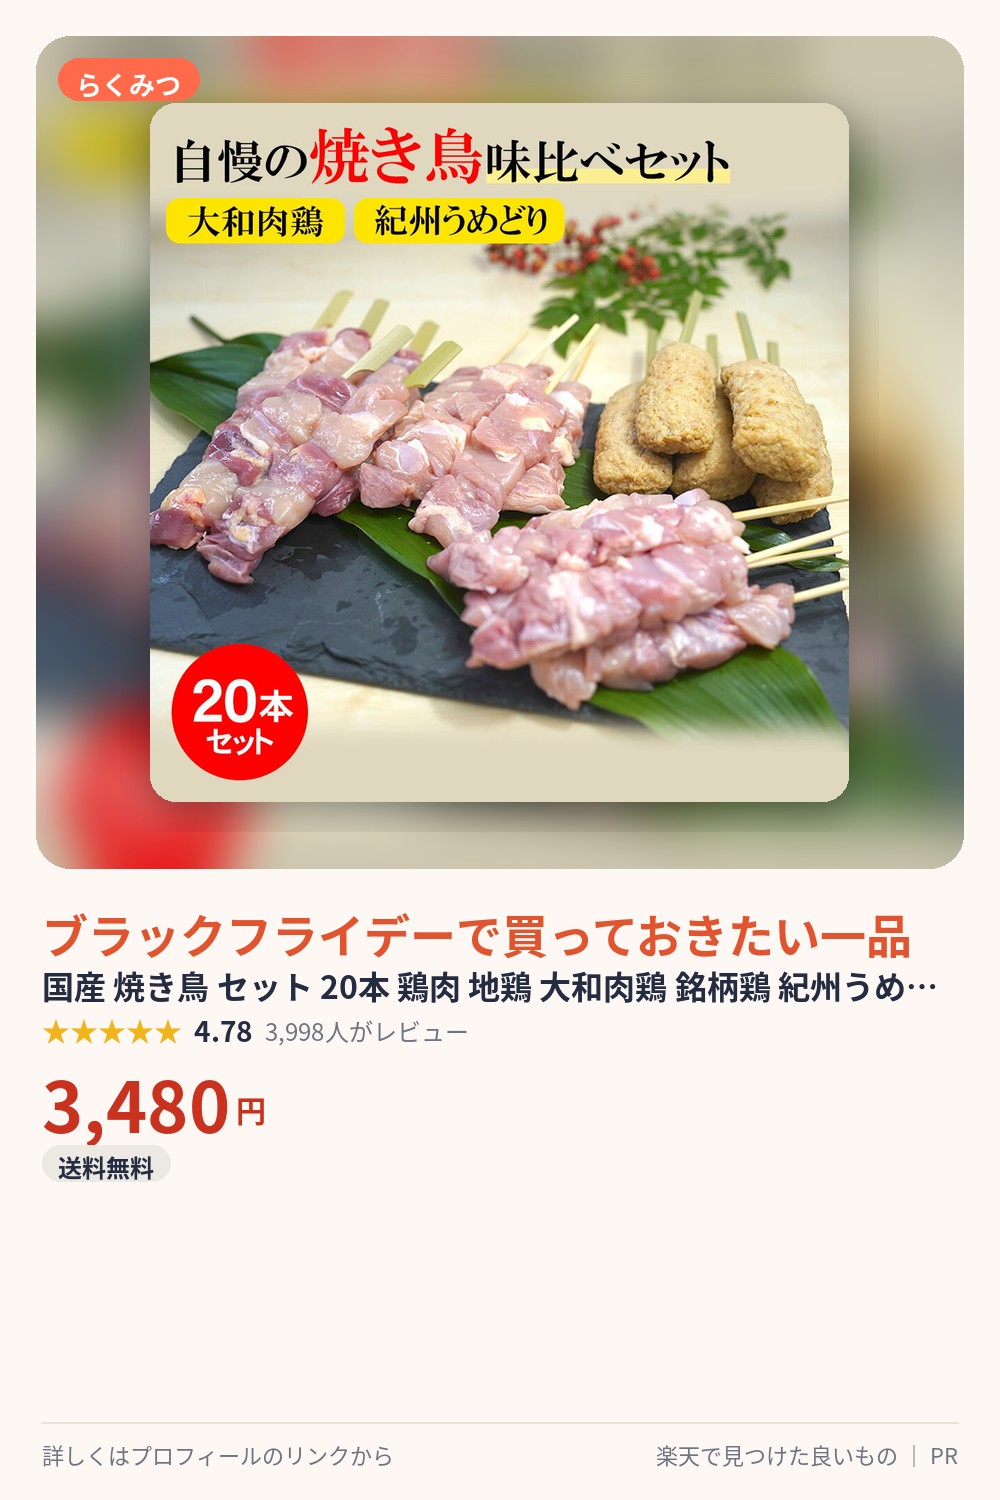 らくみつ
自慢の焼き鳥味比べセット
大和肉鶏 紀州うめどり
20本
セット
ブラックフライデーで買っておきたい一品
国産 焼き鳥 セット 20本 鶏肉 地鶏 大和肉鶏 銘柄鶏 紀州うめ…
★★★★★ 4.78 3,998人がレビュー
3,480円
送料無料
詳しくはプロフィールのリンクから
楽天で見つけた良いもの｜PR